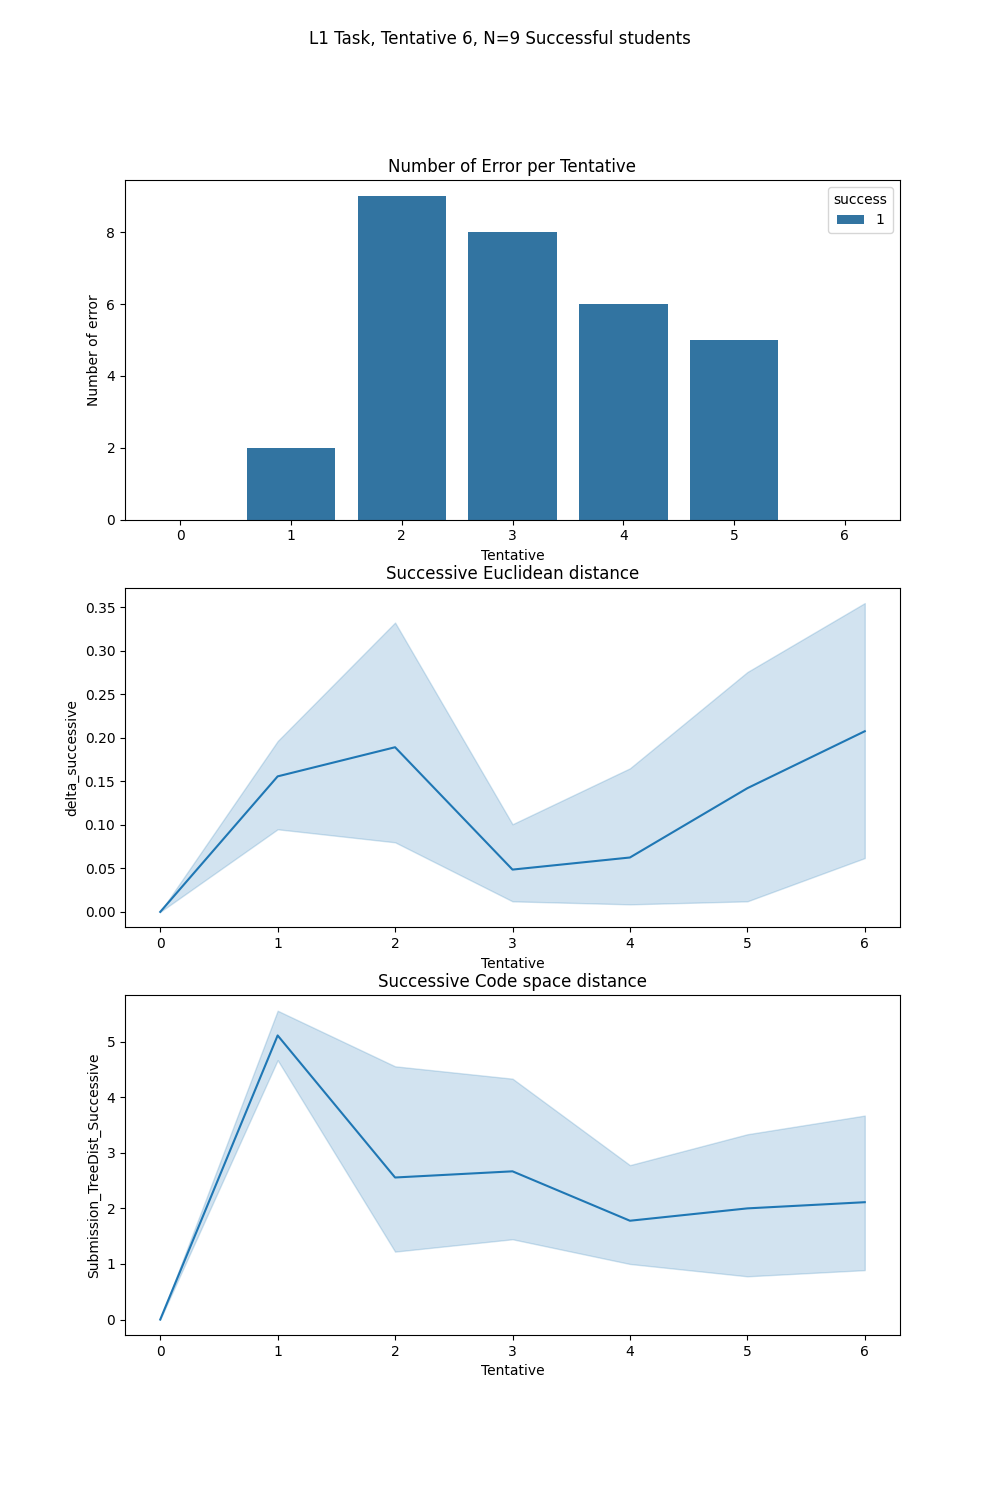 L1 Task, Tentative 6, N=9 Successful students
Number of Error per Tentative
success
1
Number of error
8
6
4
2
0
0 1 2 3 4 5 6
Tentative
Successive Euclidean distance
delta_successive
0.35
0.30
0.25
0.20
0.15
0.10
0.05
0.00
0 1 2 3 4 5 6
Tentative
Successive Code space distance
Submission_TreeDist_Successive
5
4
3
2
1
0
0 1 2 3 4 5 6
Tentative